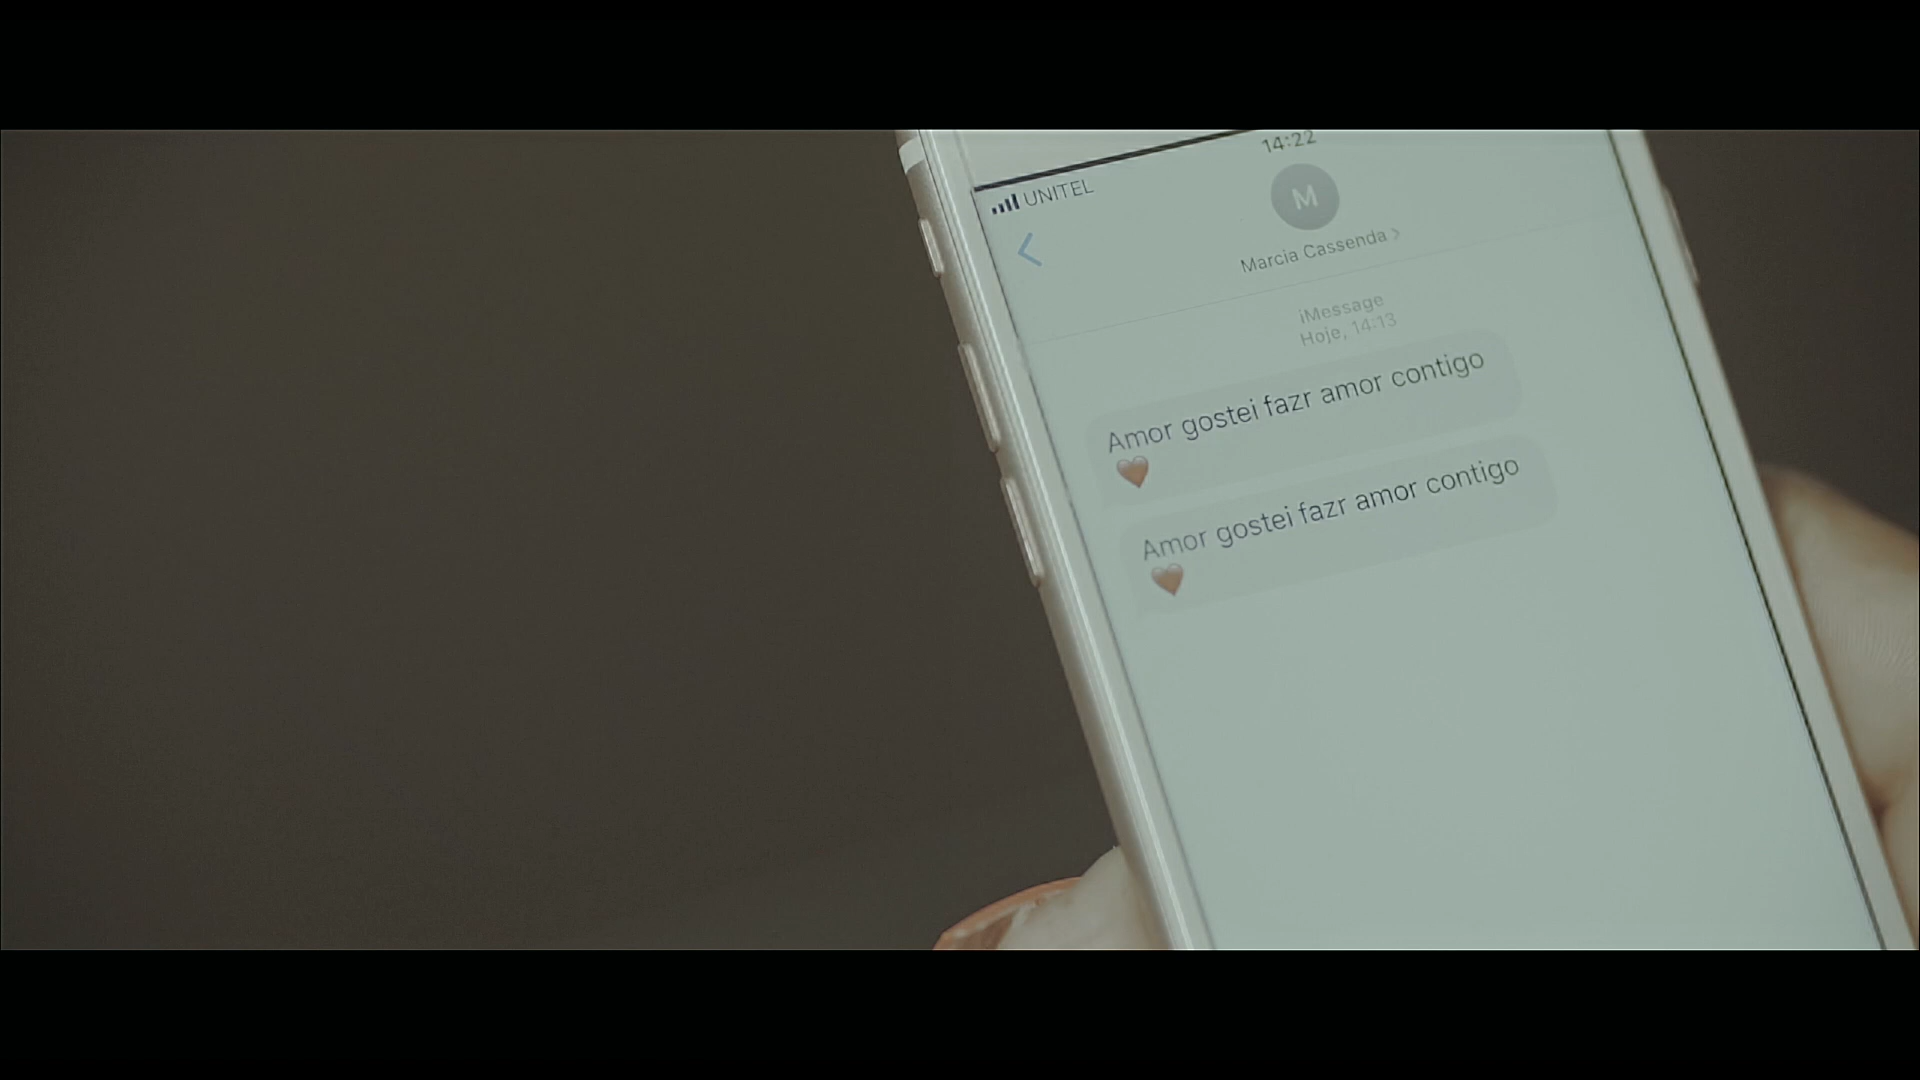 14:22
UNITEL
M
Marcia Cassenda >
iMessage
Hoje, 14:13
Amor gostei fazr amor contigo
❤️
Amor gostei fazr amor contigo
❤️